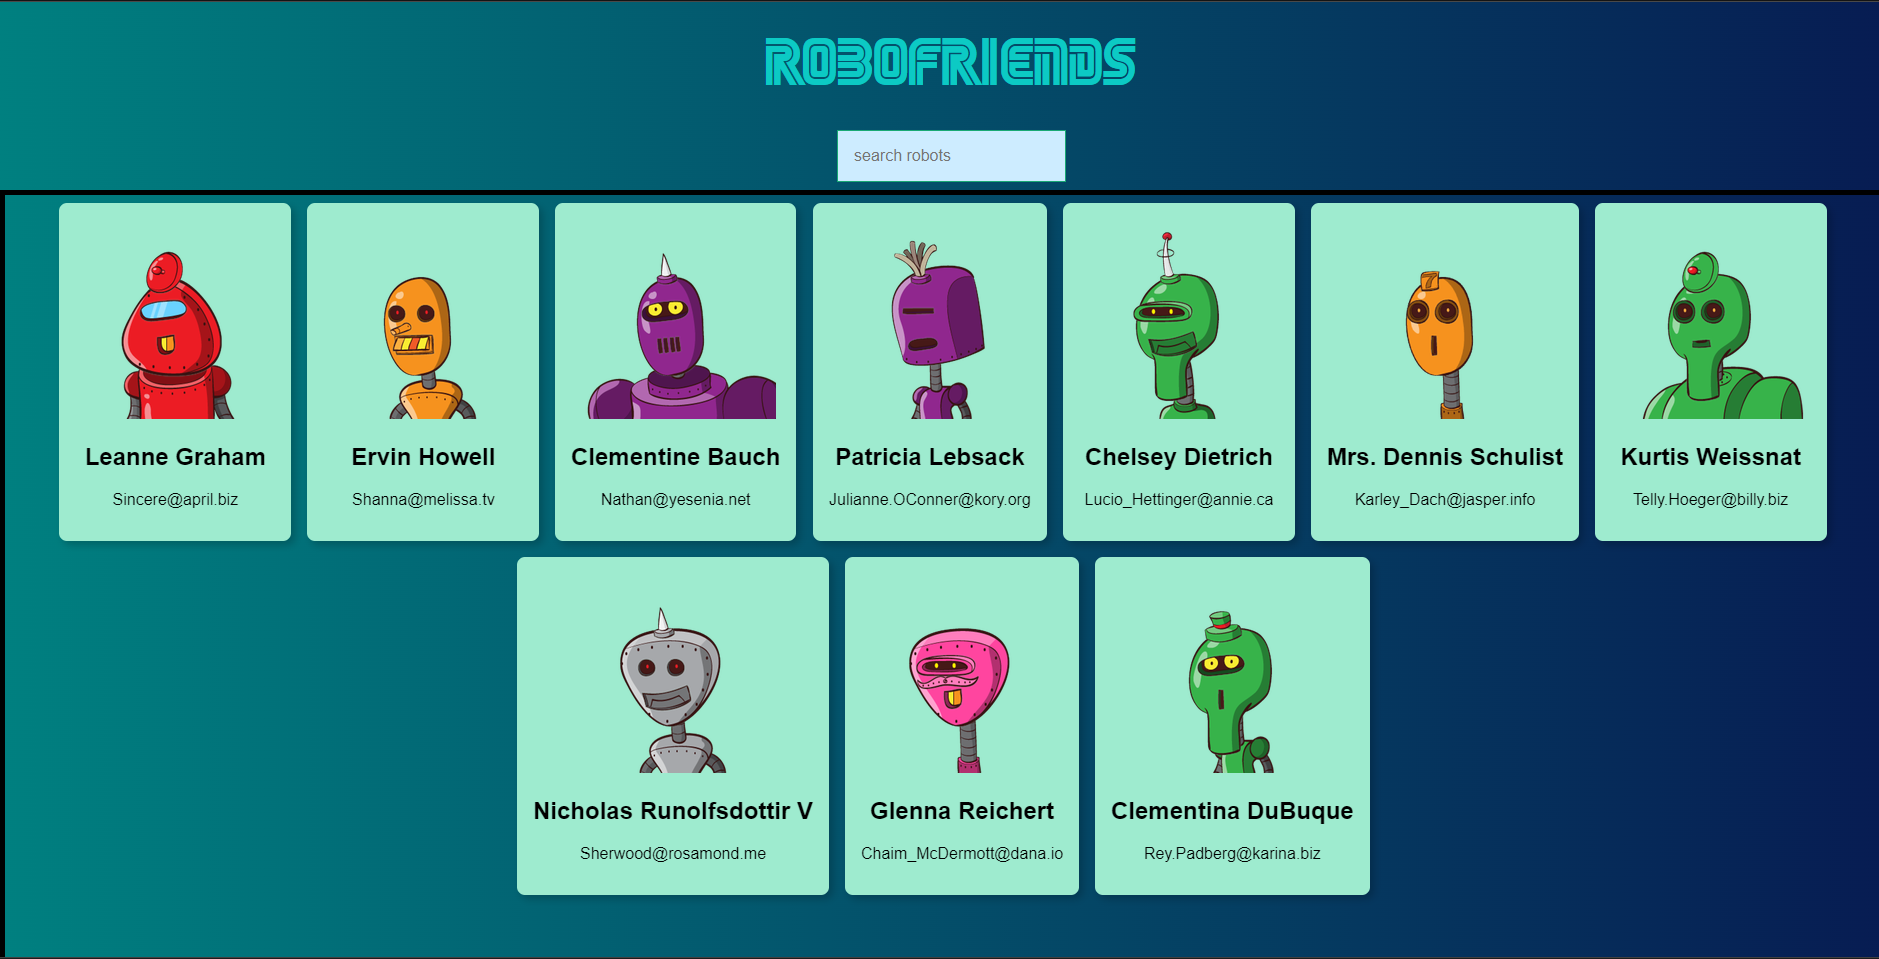 ROBOFRIENDS
search robots
7
Leanne Graham
Sincere@april.biz
Ervin Howell
Shanna@melissa.tv
Clementine Bauch
Nathan@yesenia.net
Patricia Lebsack
Julianne.OConner@kory.org
Chelsey Dietrich
Lucio_Hettinger@annie.ca
Mrs. Dennis Schulist
Karley_Dach@jasper.info
Kurtis Weissnat
Telly.Hoeger@billy.biz
Nicholas Runolfsdottir V
Sherwood@rosamond.me
Glenna Reichert
Chaim_McDermott@dana.io
Clementina DuBuque
Rey.Padberg@karina.biz